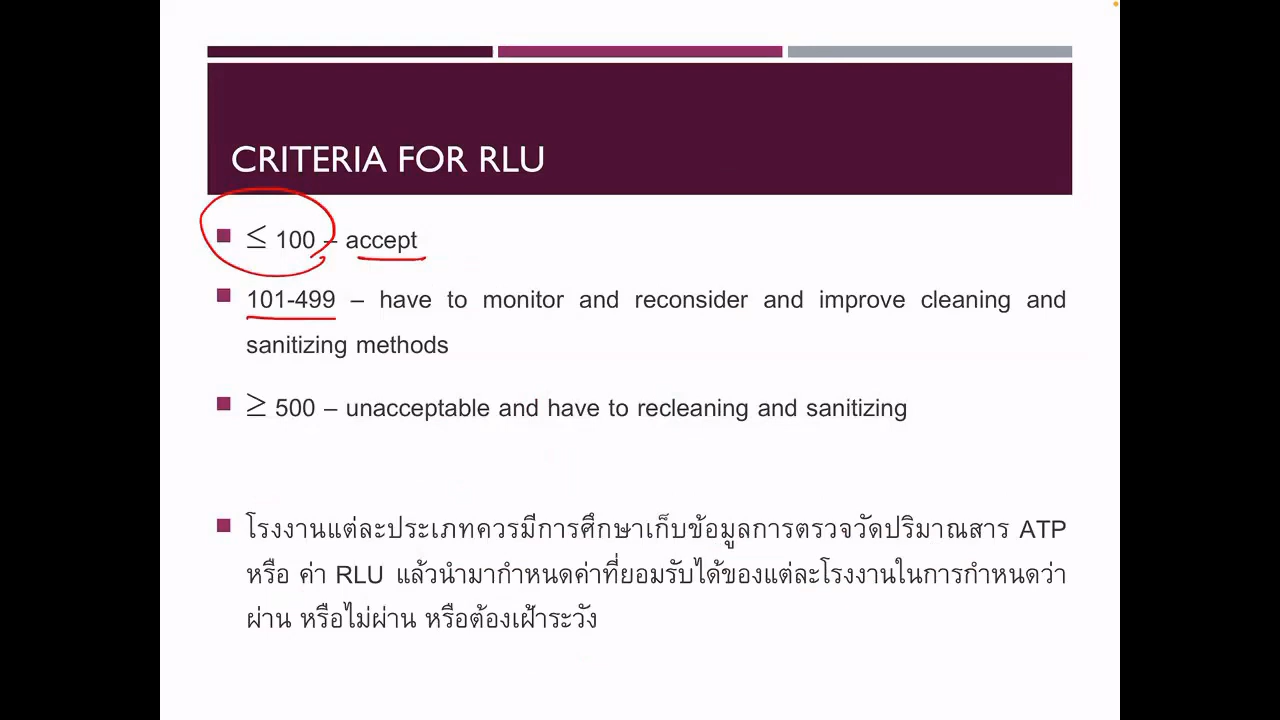 CRITERIA FOR RLU
≤ 100 – accept
101-499 – have to monitor and reconsider and improve cleaning and
sanitizing methods
≥ 500 – unacceptable and have to recleaning and sanitizing
โรงงานแต่ละประเภทควรมีการศึกษาเก็บข้อมูลการตรวจวัดปริมาณสาร ATP
หรือ ค่า RLU แล้วนำมากำหนดค่าที่ยอมรับได้ของแต่ละโรงงานในการกำหนดว่า
ผ่าน หรือไม่ผ่าน หรือต้องเฝ้าระวัง